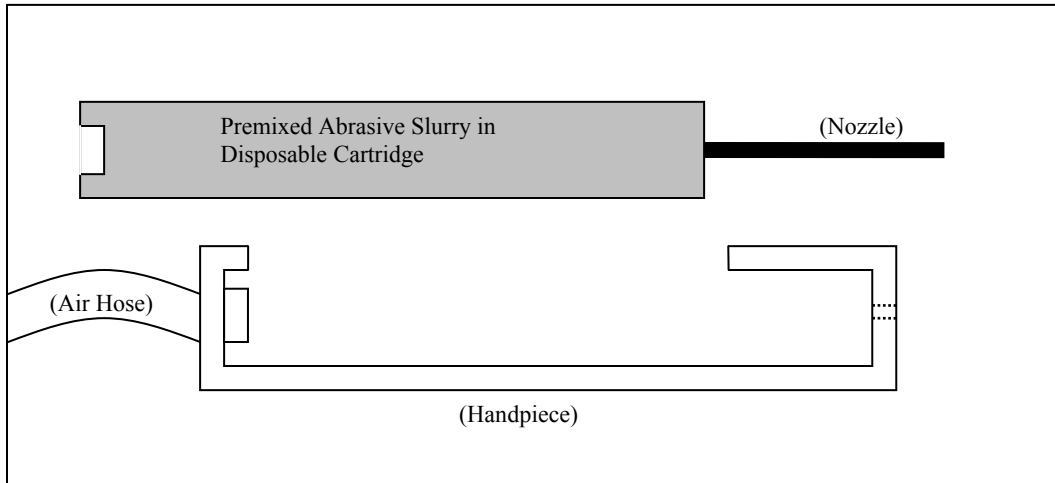 Premixed Abrasive Slurry in
Disposable Cartridge
(Nozzle)
(Air Hose)
(Handpiece)